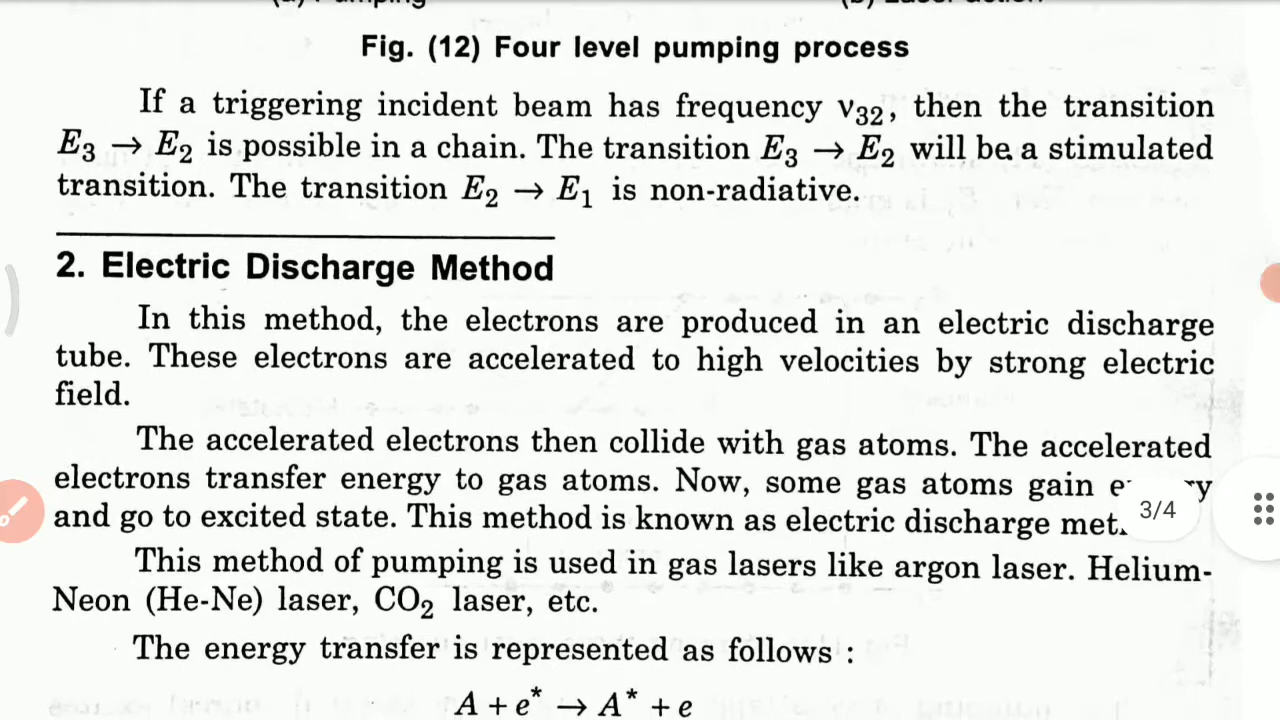 Fig. (12) Four level pumping process
If a triggering incident beam has frequency ν32, then the transition
E3 → E2 is possible in a chain. The transition E3 → E2 will be a stimulated
transition. The transition E2 → E1 is non-radiative.
2. Electric Discharge Method
In this method, the electrons are produced in an electric discharge
tube. These electrons are accelerated to high velocities by strong electric
field.
The accelerated electrons then collide with gas atoms. The accelerated
electrons transfer energy to gas atoms. Now, some gas atoms gain
and go to excited state. This method is known as electric discharge
3/4
This method of pumping is used in gas lasers like argon laser. Helium-
Neon (He-Ne) laser, CO2 laser, etc.
The energy transfer is represented as follows :
A + e* → A* + e